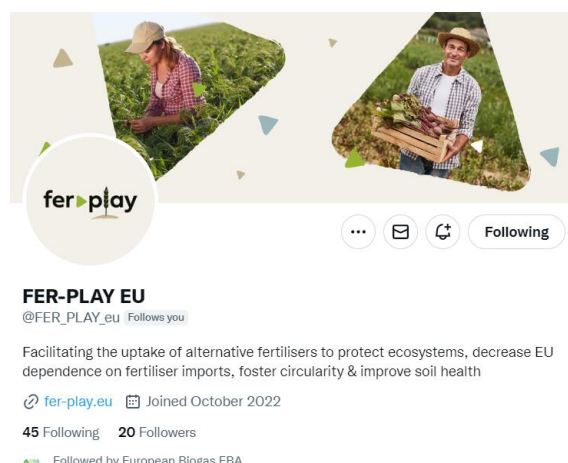 fer play
Following
FER-PLAY EU
@FER_PLAY_eu Follows you
Facilitating the uptake of alternative fertilisers to protect ecosystems, decrease EU
dependence on fertiliser imports, foster circularity & improve soil health
fer-play.eu Joined October 2022
45 Following 20 Followers
Followed by European Biogas EBA